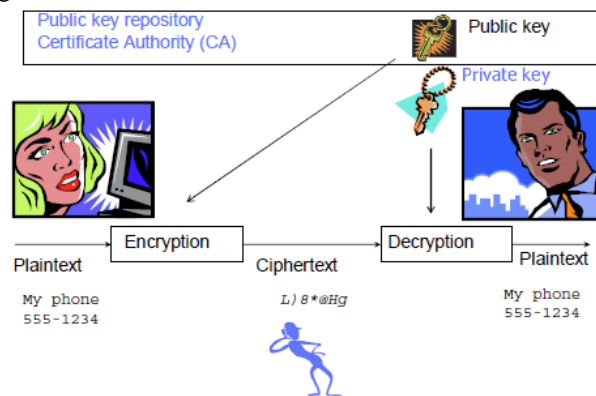 Public key repository
Certificate Authority (CA)
Public key
Private key
Encryption
Decryption
Plaintext
Ciphertext
Plaintext
My phone
555-1234
L)8*@Hg
My phone
555-1234